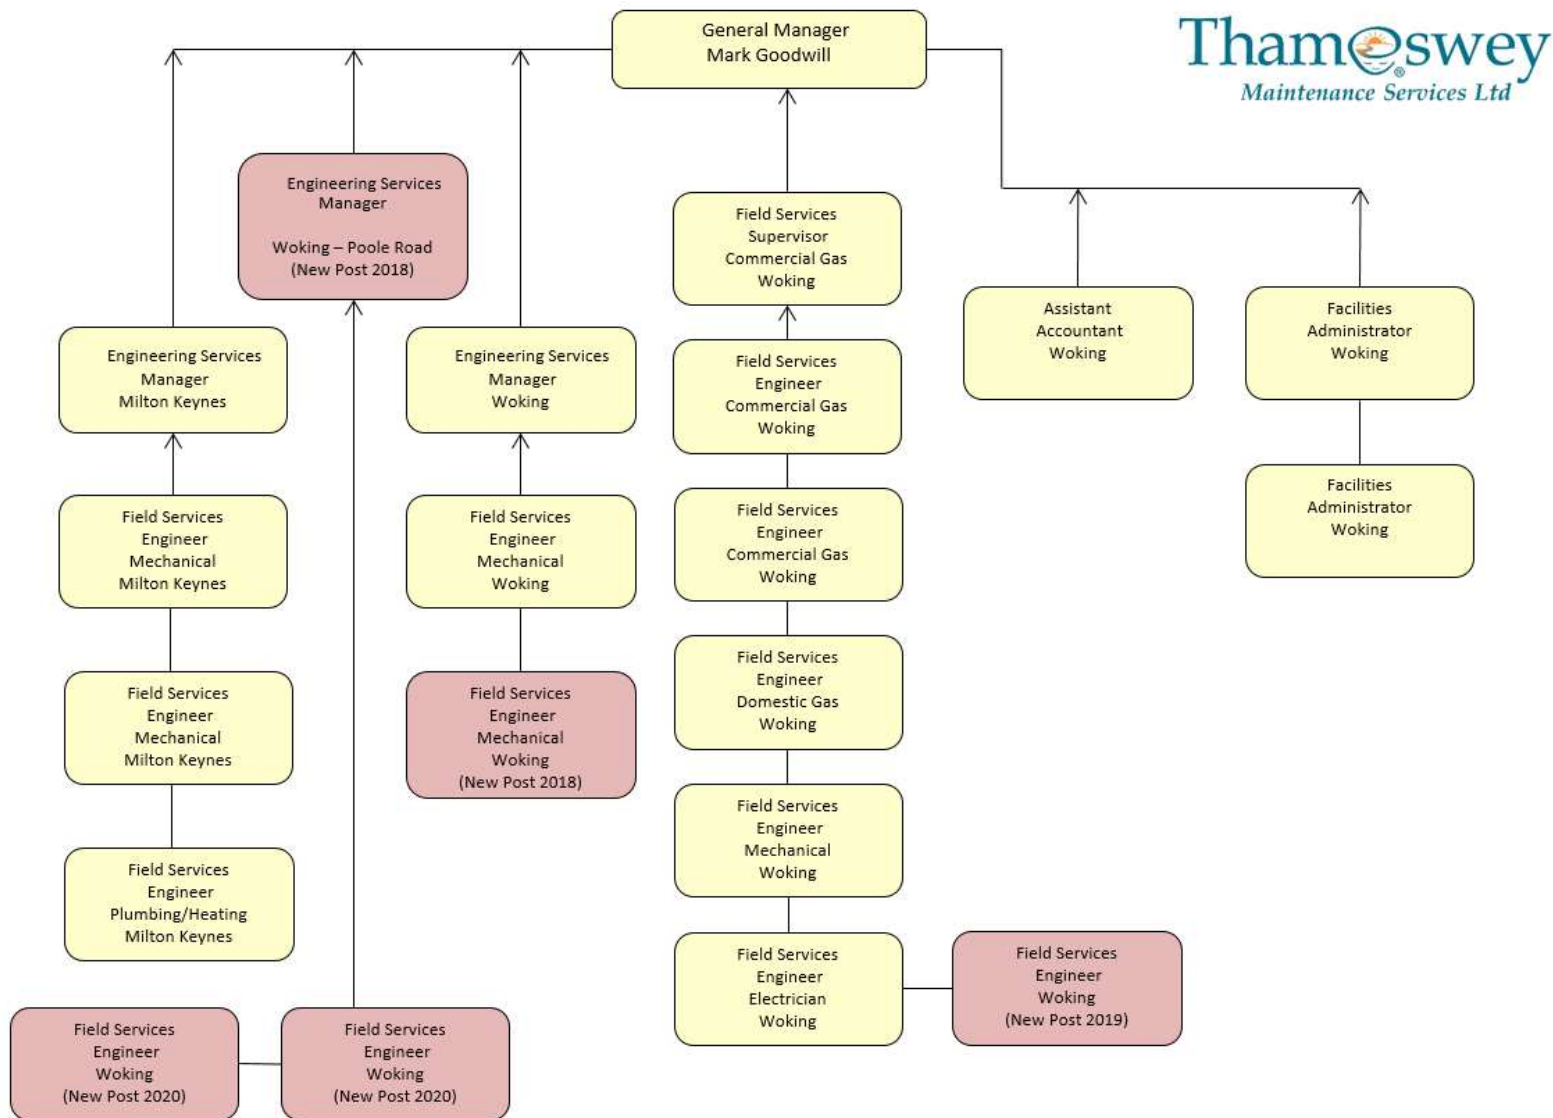 General Manager
Mark Goodwill
Thameswey
®
Maintenance Services Ltd
Engineering Services
Manager
Woking – Poole Road
(New Post 2018)
Field Services
Supervisor
Commercial Gas
Woking
Assistant
Accountant
Woking
Facilities
Administrator
Woking
Engineering Services
Manager
Milton Keynes
Engineering Services
Manager
Woking
Field Services
Engineer
Commercial Gas
Woking
Facilities
Administrator
Woking
Field Services
Engineer
Mechanical
Milton Keynes
Field Services
Engineer
Mechanical
Woking
Field Services
Engineer
Commercial Gas
Woking
Field Services
Engineer
Mechanical
Milton Keynes
Field Services
Engineer
Mechanical
Woking
(New Post 2018)
Field Services
Engineer
Domestic Gas
Woking
Field Services
Engineer
Mechanical
Woking
Field Services
Engineer
Plumbing/Heating
Milton Keynes
Field Services
Engineer
Electrician
Woking
Field Services
Engineer
Woking
(New Post 2019)
Field Services
Engineer
Woking
(New Post 2020)
Field Services
Engineer
Woking
(New Post 2020)